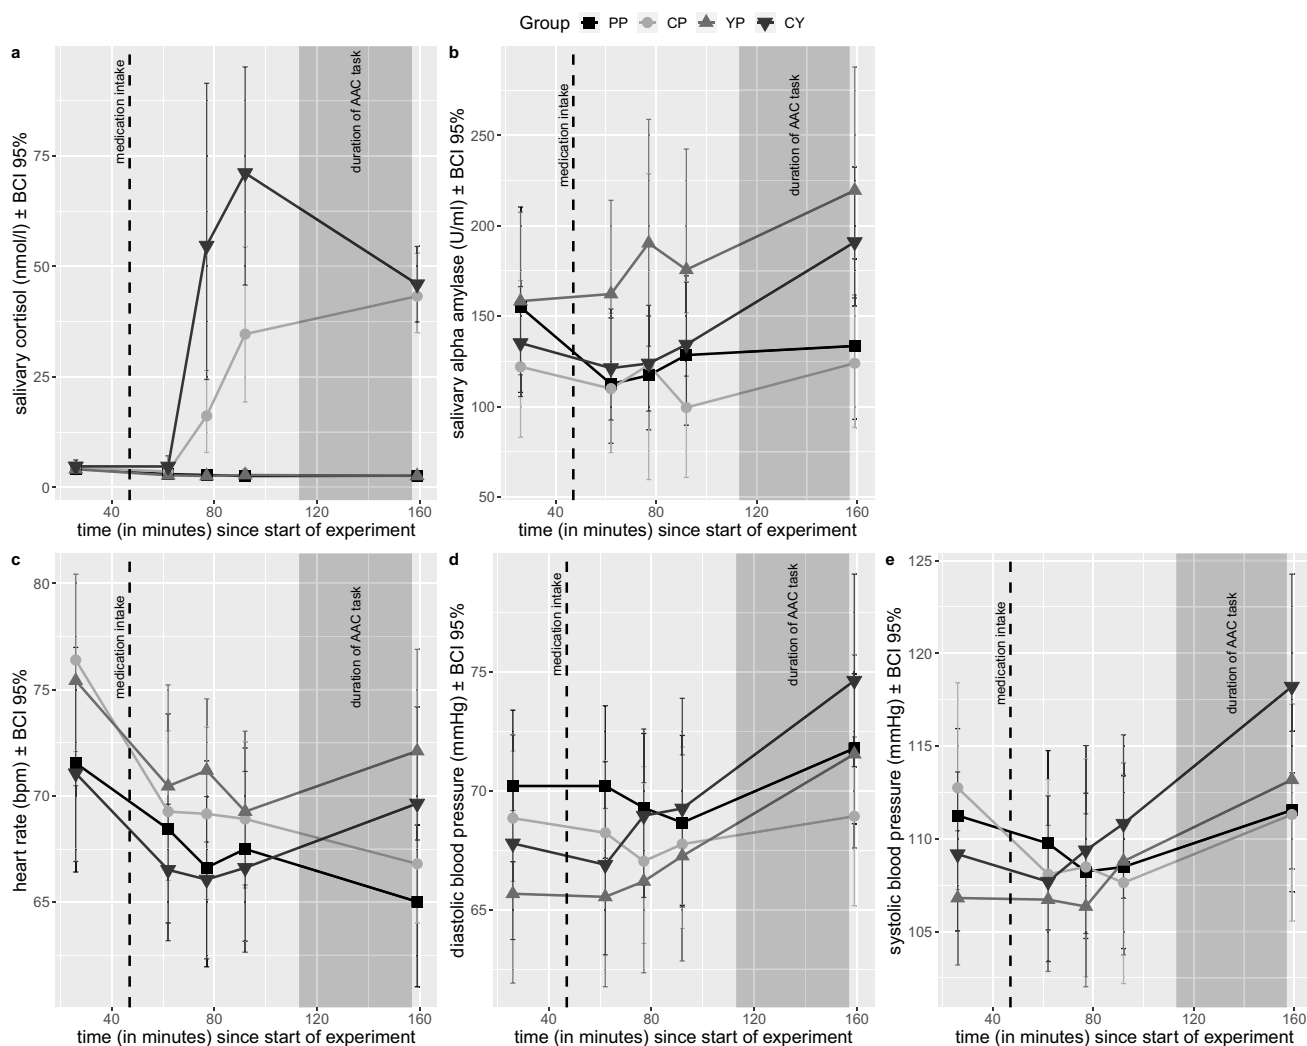 Group PP CP YP CY
a
salivary cortisol (nmol/l) ± BCI 95%
75
50
25
0
medication intake
duration of AAC task
40 80 120 160
time (in minutes) since start of experiment
b
salivary alpha amylase (U/ml) ± BCI 95%
250
200
150
100
50
medication intake
duration of AAC task
40 80 120 160
time (in minutes) since start of experiment
c
heart rate (bpm) ± BCI 95%
80
75
70
65
medication intake
duration of AAC task
40 80 120 160
time (in minutes) since start of experiment
d
diastolic blood pressure (mmHg) ± BCI 95%
75
70
65
medication intake
duration of AAC task
40 80 120 160
time (in minutes) since start of experiment
e
systolic blood pressure (mmHg) ± BCI 95%
125
120
115
110
105
medication intake
duration of AAC task
40 80 120 160
time (in minutes) since start of experiment